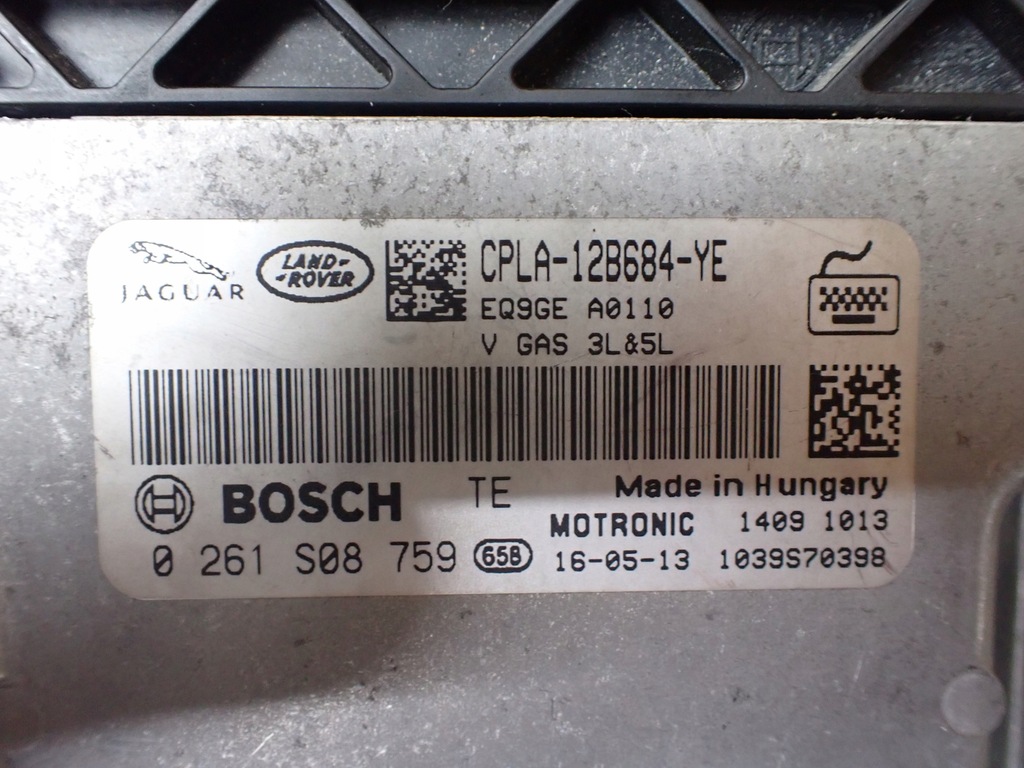 JAGUAR
LAND-
-ROVER
CPLA-12B684-YE
EQ9GE A0110
V GAS 3L&5L
BOSCH TE
Made in Hungary
MOTRONIC 1409 1013
0 261 S08 759 65B 16-05-13 1039S70398